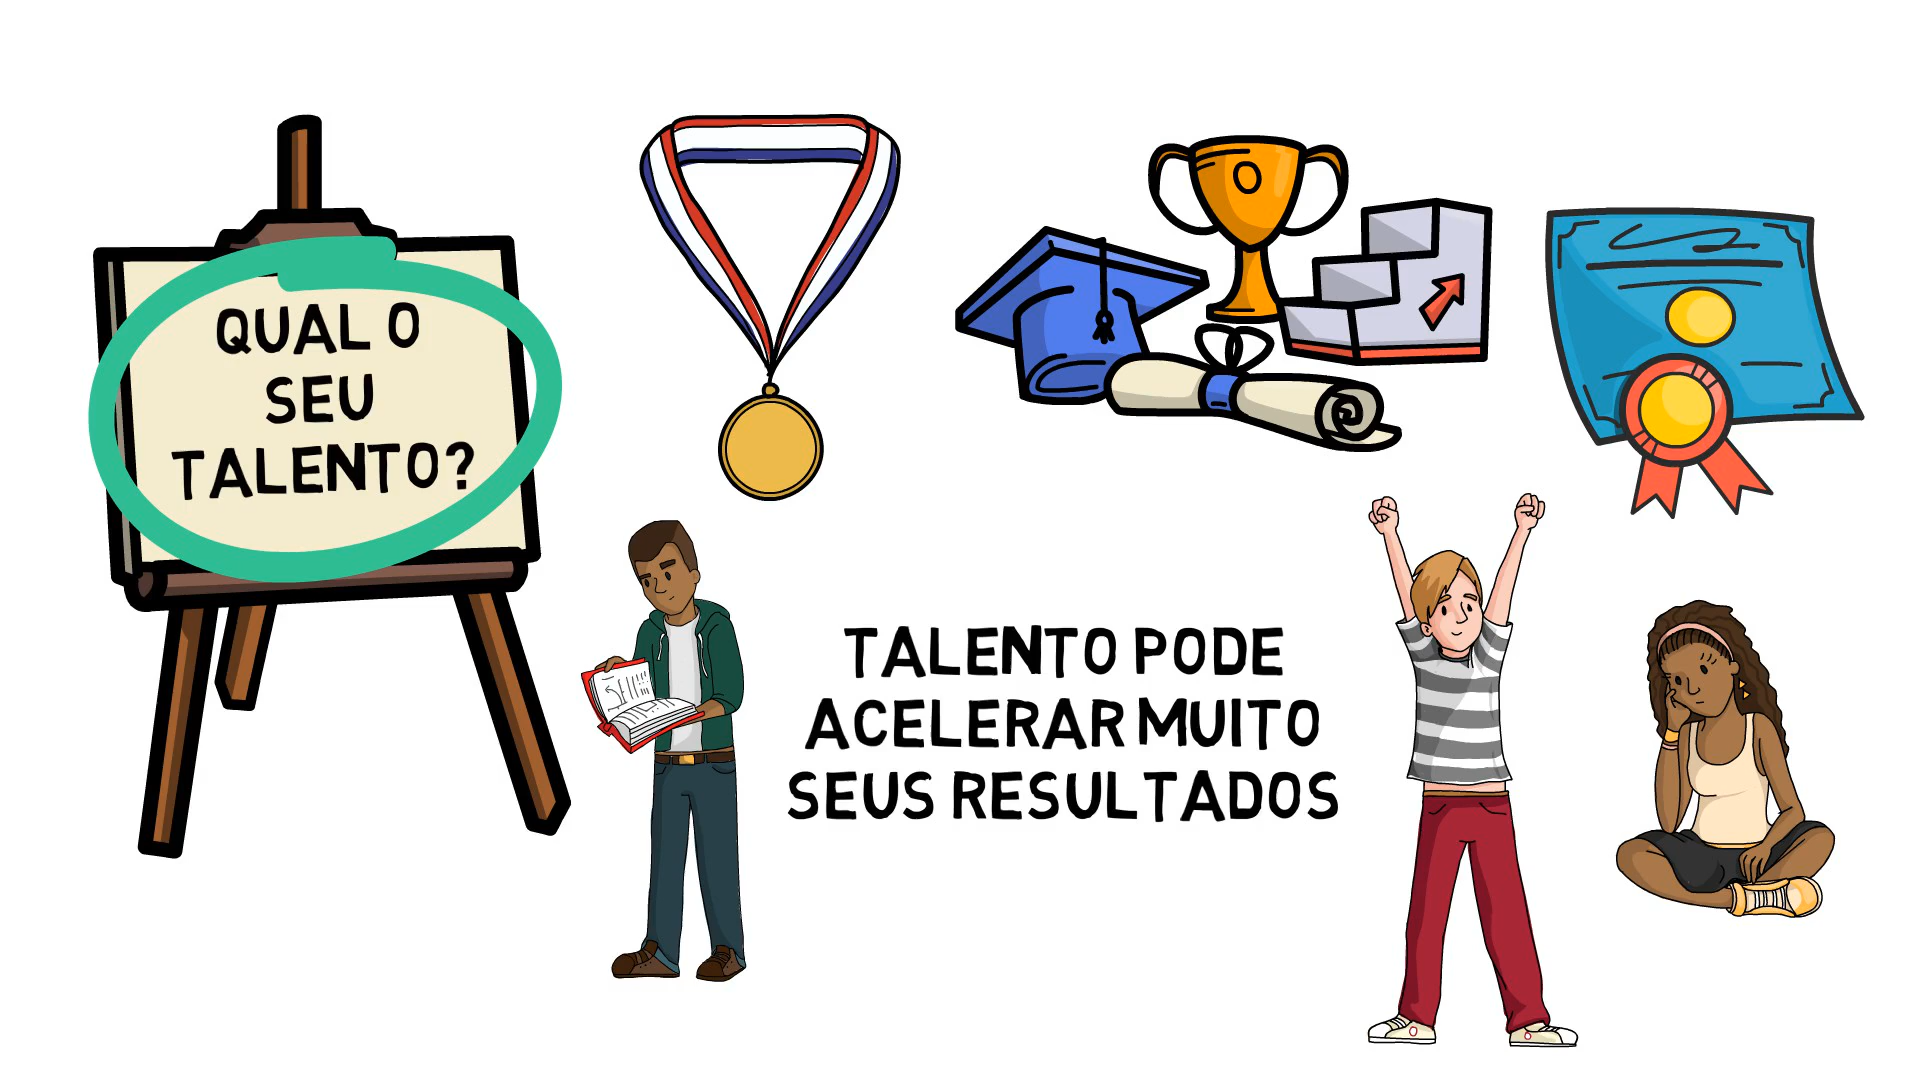 QUAL O
SEU
TALENTO?
TALENTO PODE
ACELERAR MUITO
SEUS RESULTADOS